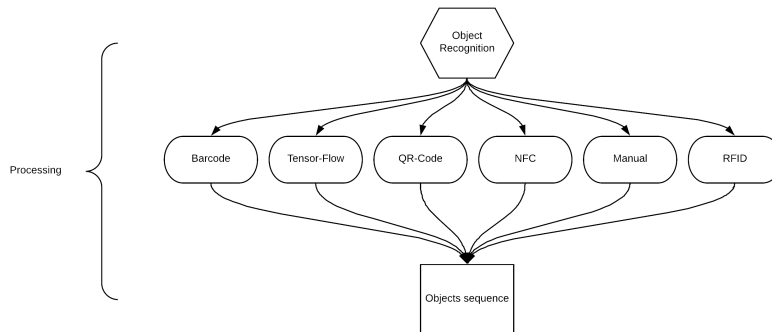 Object
Recognition
Barcode
Tensor-Flow
QR-Code
NFC
Manual
RFID
Processing
Objects sequence